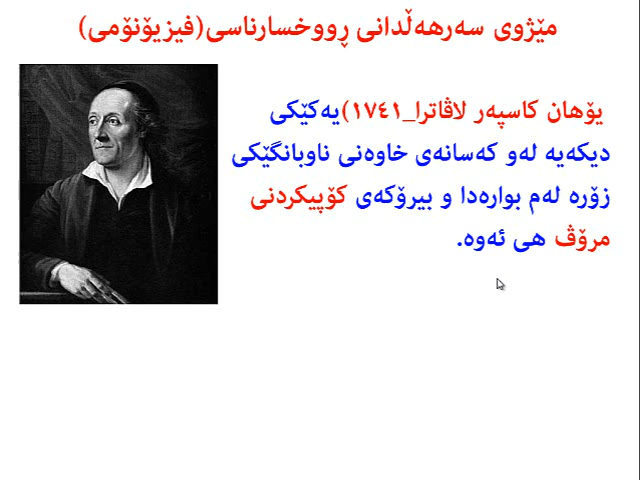 مێژوی سەرهەڵدانی ڕووخسارناسی(فیزیۆنۆمی)
یۆهان کاسپەر لاڤاترا_١٧٤١)یەکێکی
دیکەیە لەو کەسانەی خاوەنی ناوبانگێکی
زۆرە لەم بوارەدا و بیرۆکەی کۆپیکردنی
مرۆڤ هی ئەوە.